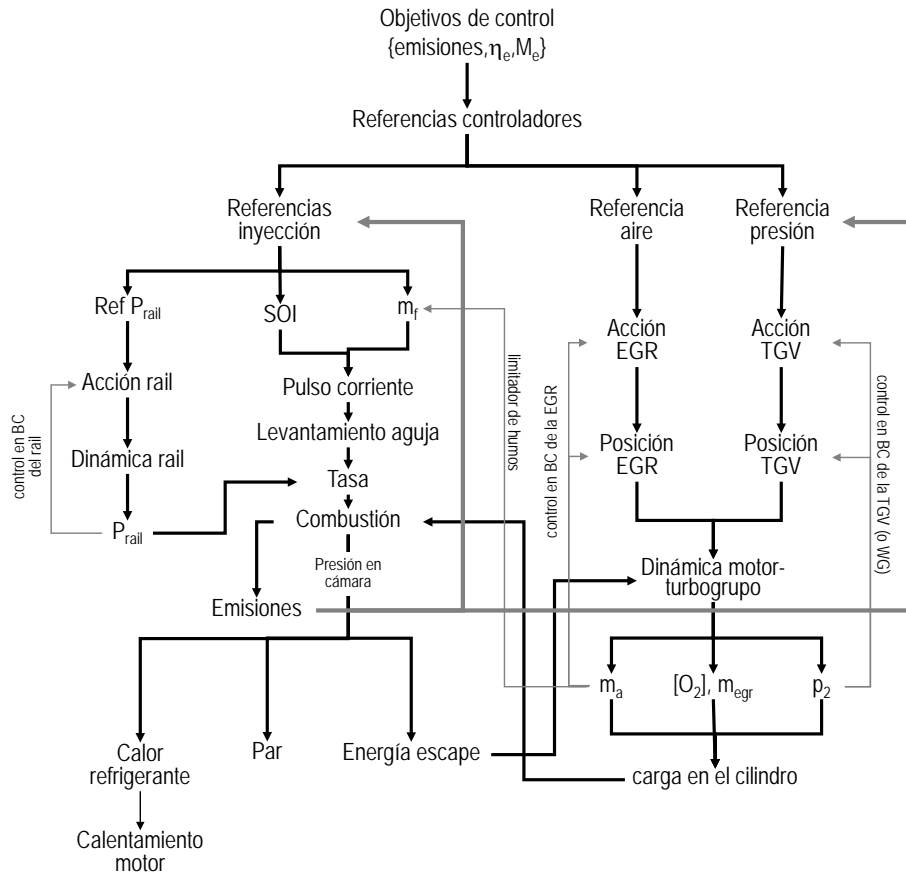 Objetivos de control
{emisiones,ηe,Me}
Referencias controladores
Referencias
inyección
Referencia
aire
Referencia
presión
Ref Prail
SOI
mf
Acción
EGR
Acción
TGV
Acción rail
Pulso corriente
limitador de humos
control en BC de la EGR
control en BC de la TGV (o WG)
control en BC
del rail
Levantamiento aguja
Dinámica rail
Posición
EGR
Posición
TGV
Tasa
Prail
Combustión
Presión en
cámara
Dinámica motor-
turbogrupo
Emisiones
ma
[O2], megr
p2
Calor
refrigerante
Par
Energía escape
carga en el cilindro
Calentamiento
motor